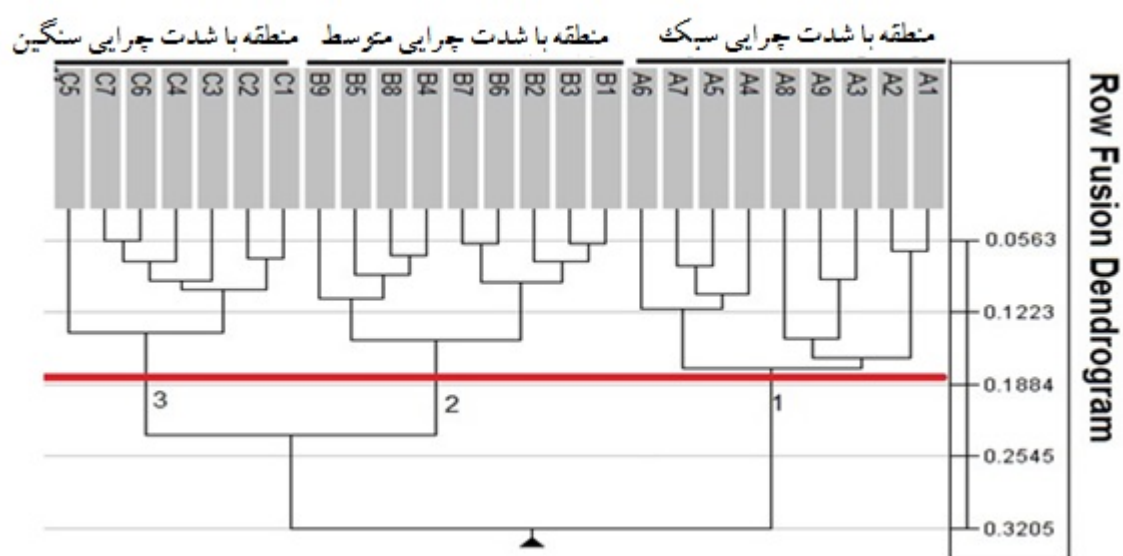 منطقه با شدت چرایی سبک
منطقه با شدت چرایی متوسط
منطقه با شدت چرایی سنگین
C5 C7 C6 C4 C3 C2 C1 B9 B5 B8 B4 B7 B6 B2 B3 B1 A6 A7 A5 A4 A8 A9 A3 A2 A1
Row Fusion Dendrogram
0.0563
0.1223
0.1884
0.2545
0.3205
3
2
1